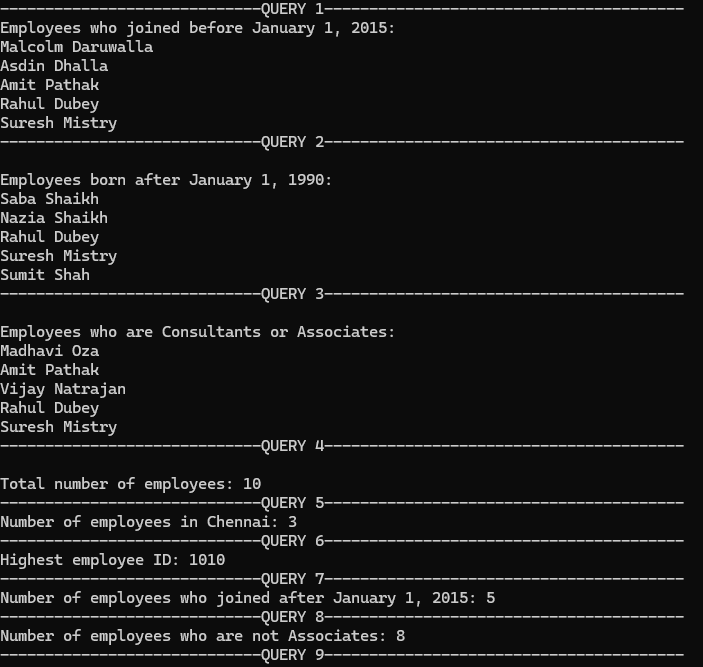 -----------------------------QUERY 1----------------------------------------
Employees who joined before January 1, 2015:
Malcolm Daruwalla
Asdin Dhalla
Amit Pathak
Rahul Dubey
Suresh Mistry
-----------------------------QUERY 2----------------------------------------
Employees born after January 1, 1990:
Saba Shaikh
Nazia Shaikh
Rahul Dubey
Suresh Mistry
Sumit Shah
-----------------------------QUERY 3----------------------------------------
Employees who are Consultants or Associates:
Madhavi Oza
Amit Pathak
Vijay Natrajan
Rahul Dubey
Suresh Mistry
-----------------------------QUERY 4----------------------------------------
Total number of employees: 10
-----------------------------QUERY 5----------------------------------------
Number of employees in Chennai: 3
-----------------------------QUERY 6----------------------------------------
Highest employee ID: 1010
-----------------------------QUERY 7----------------------------------------
Number of employees who joined after January 1, 2015: 5
-----------------------------QUERY 8----------------------------------------
Number of employees who are not Associates: 8
-----------------------------QUERY 9----------------------------------------